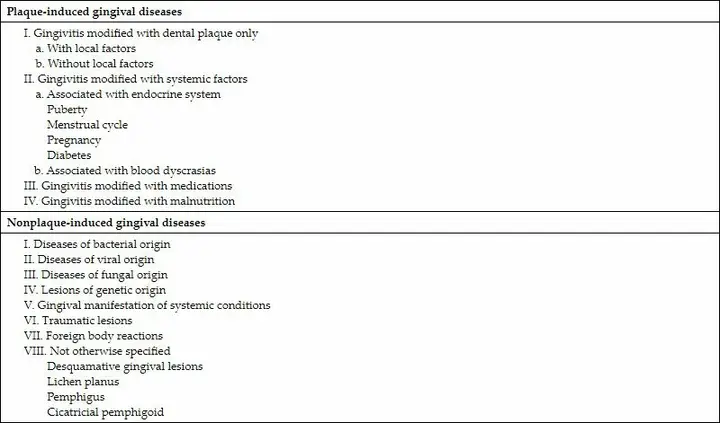 Plaque-induced gingival diseases
I. Gingivitis modified with dental plaque only
a. With local factors
b. Without local factors
II. Gingivitis modified with systemic factors
a. Associated with endocrine system
Puberty
Menstrual cycle
Pregnancy
Diabetes
b. Associated with blood dyscrasias
III. Gingivitis modified with medications
IV. Gingivitis modified with malnutrition
Nonplaque-induced gingival diseases
I. Diseases of bacterial origin
II. Diseases of viral origin
III. Diseases of fungal origin
IV. Lesions of genetic origin
V. Gingival manifestation of systemic conditions
VI. Traumatic lesions
VII. Foreign body reactions
VIII. Not otherwise specified
Desquamative gingival lesions
Lichen planus
Pemphigus
Cicatricial pemphigoid